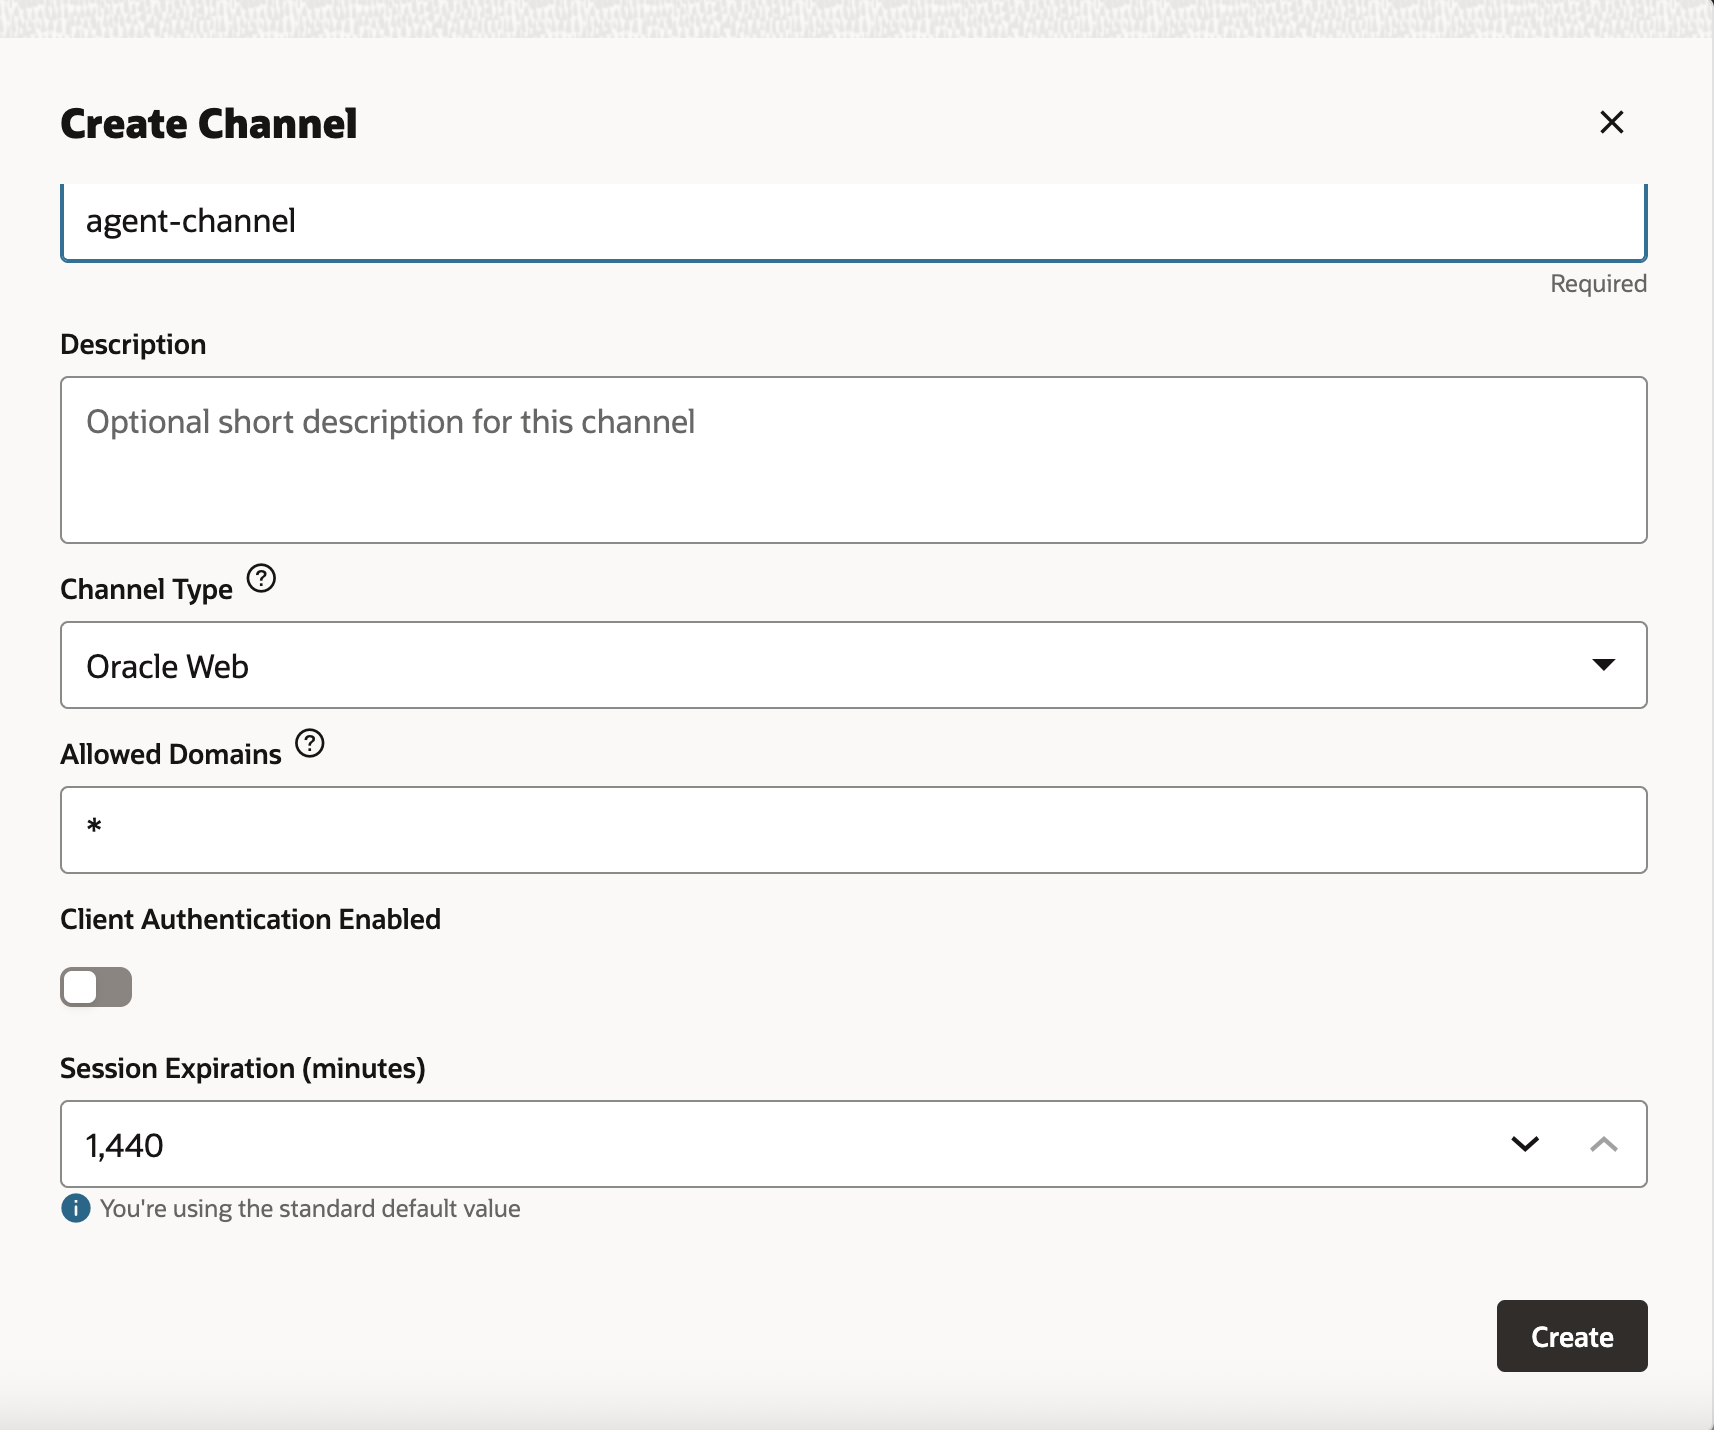 Create Channel
agent-channel
Required
Description
Optional short description for this channel
Channel Type ?
Oracle Web
Allowed Domains ?
*
Client Authentication Enabled
Session Expiration (minutes)
1,440
i You're using the standard default value
Create